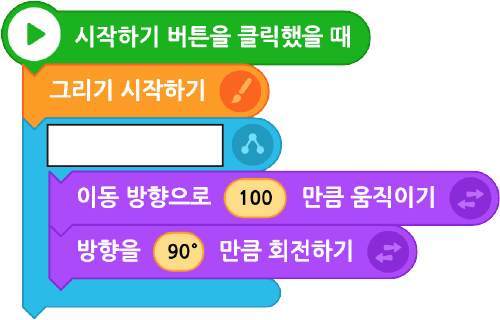 시작하기 버튼을 클릭했을 때
그리기 시작하기
이동 방향으로 100 만큼 움직이기
방향을 90° 만큼 회전하기